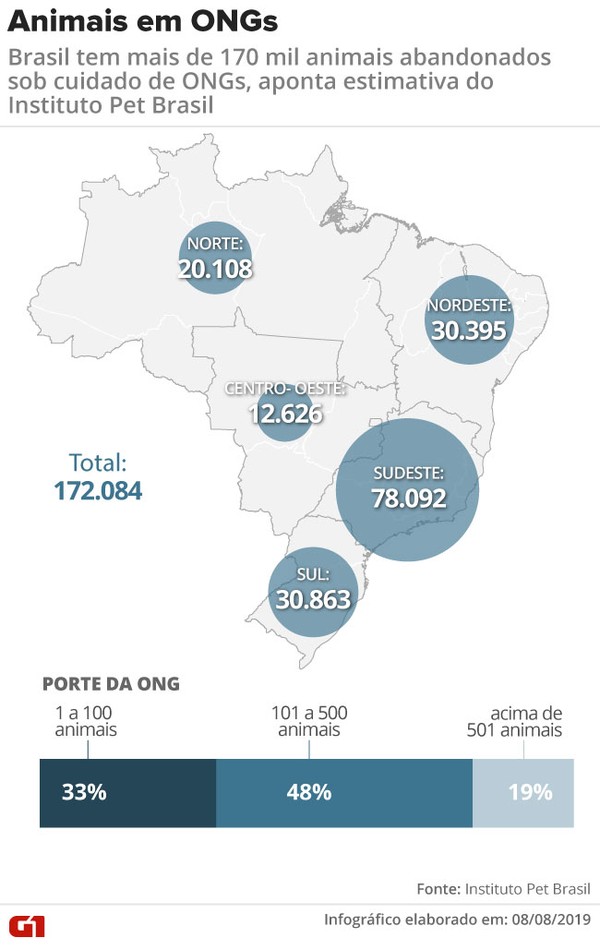 Animais em ONGs
Brasil tem mais de 170 mil animais abandonados
sob cuidado de ONGs, aponta estimativa do
Instituto Pet Brasil
NORTE:
20.108
NORDESTE:
30.395
CENTRO- OESTE:
12.626
Total:
172.084
SUDESTE:
78.092
SUL:
30.863
PORTE DA ONG
1 a 100
animais
101 a 500
animais
acima de
501 animais
33%
48%
19%
Fonte: Instituto Pet Brasil
G1
Infográfico elaborado em: 08/08/2019